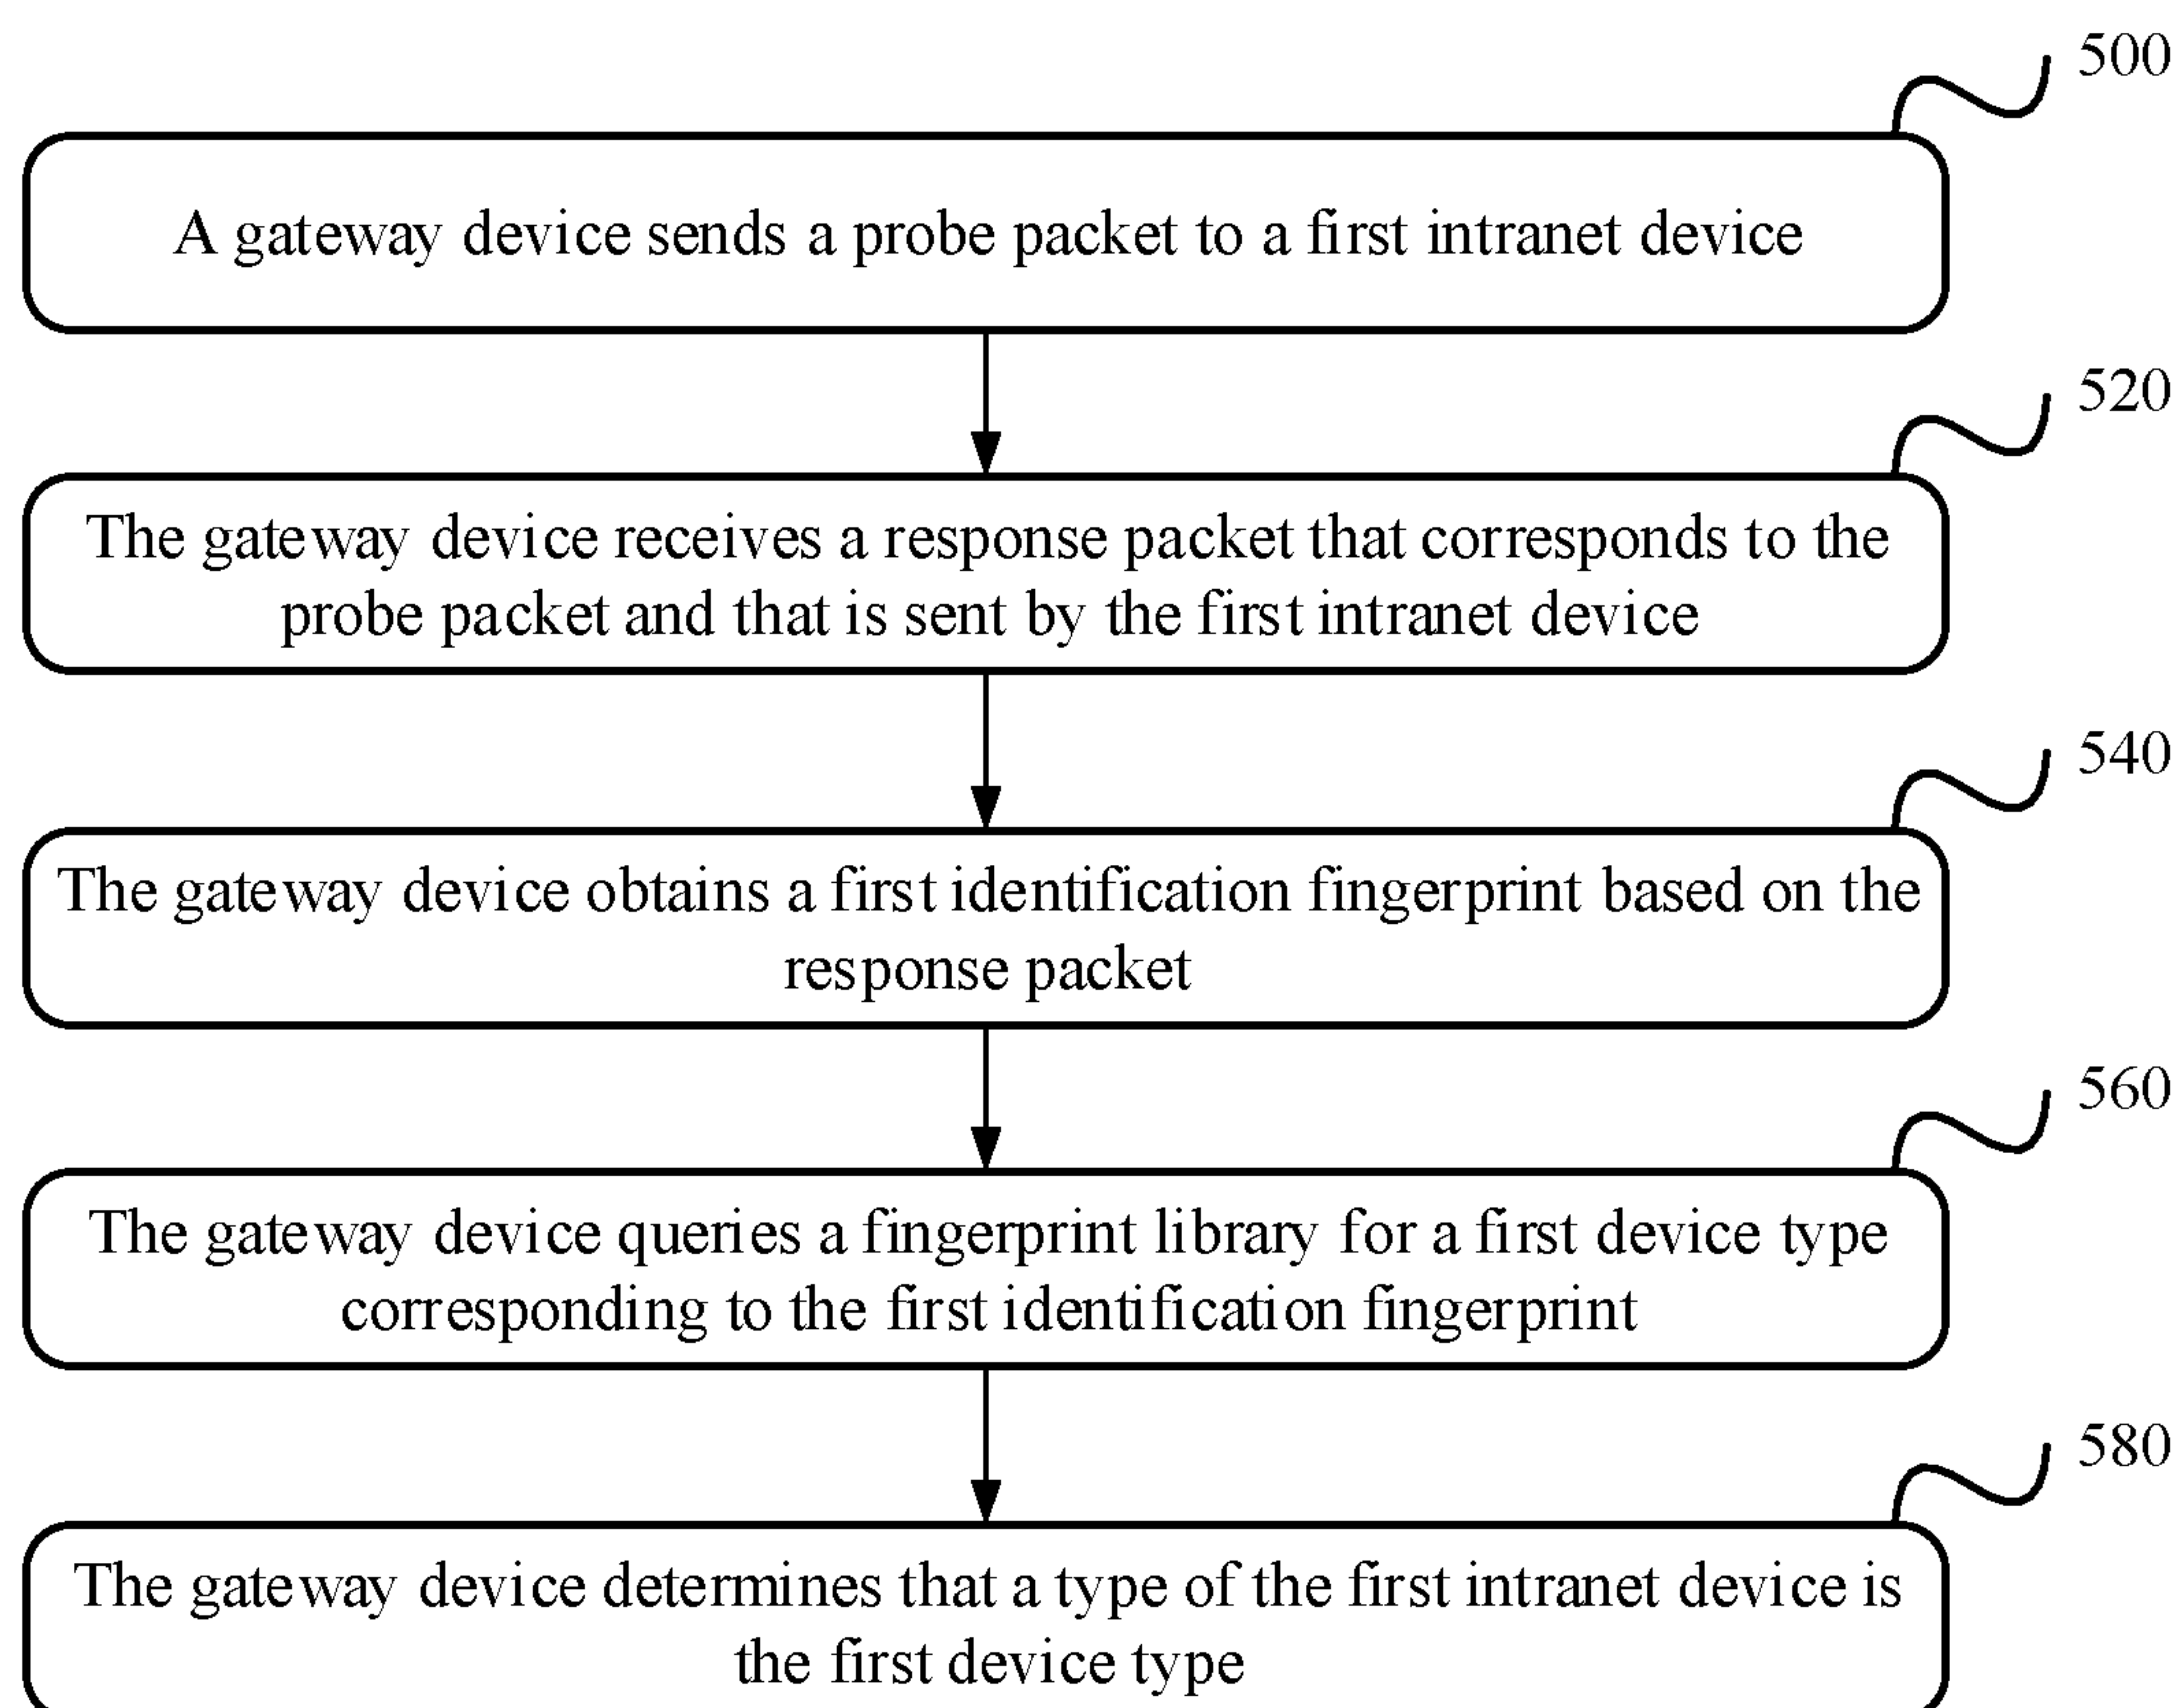 500
A gateway device sends a probe packet to a first intranet device
520
The gateway device receives a response packet that corresponds to the
probe packet and that is sent by the first intranet device
540
The gateway device obtains a first identification fingerprint based on the
response packet
560
The gateway device queries a fingerprint library for a first device type
corresponding to the first identification fingerprint
580
The gateway device determines that a type of the first intranet device is
the first device type